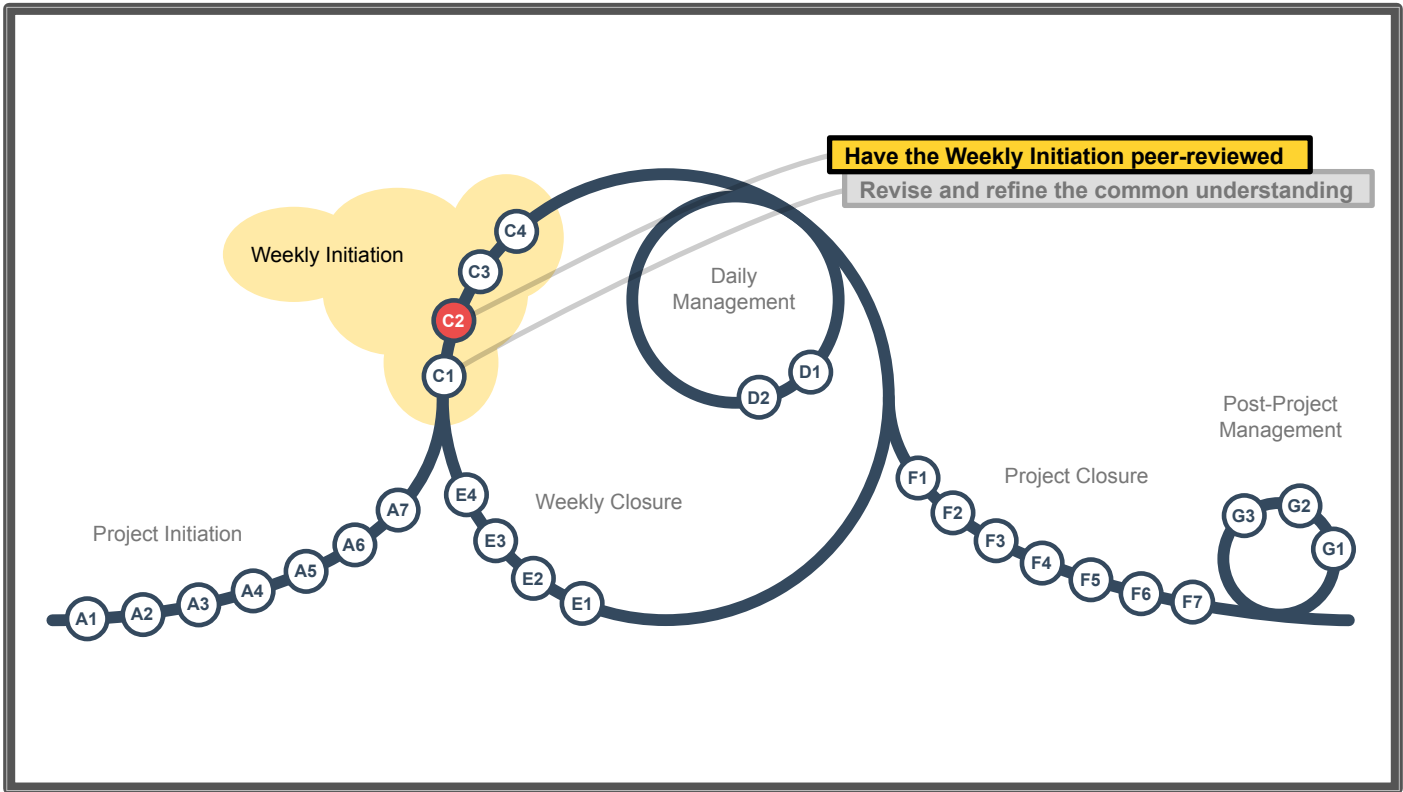 Have the Weekly Initiation peer-reviewed
Revise and refine the common understanding
Weekly Initiation
C4
C3
C2
C1
Daily
Management
D1
D2
Post-Project
Management
Project Initiation
A1
A2
A3
A4
A5
A6
A7
Weekly Closure
E4
E3
E2
E1
Project Closure
F1
F2
F3
F4
F5
F6
F7
G3
G2
G1